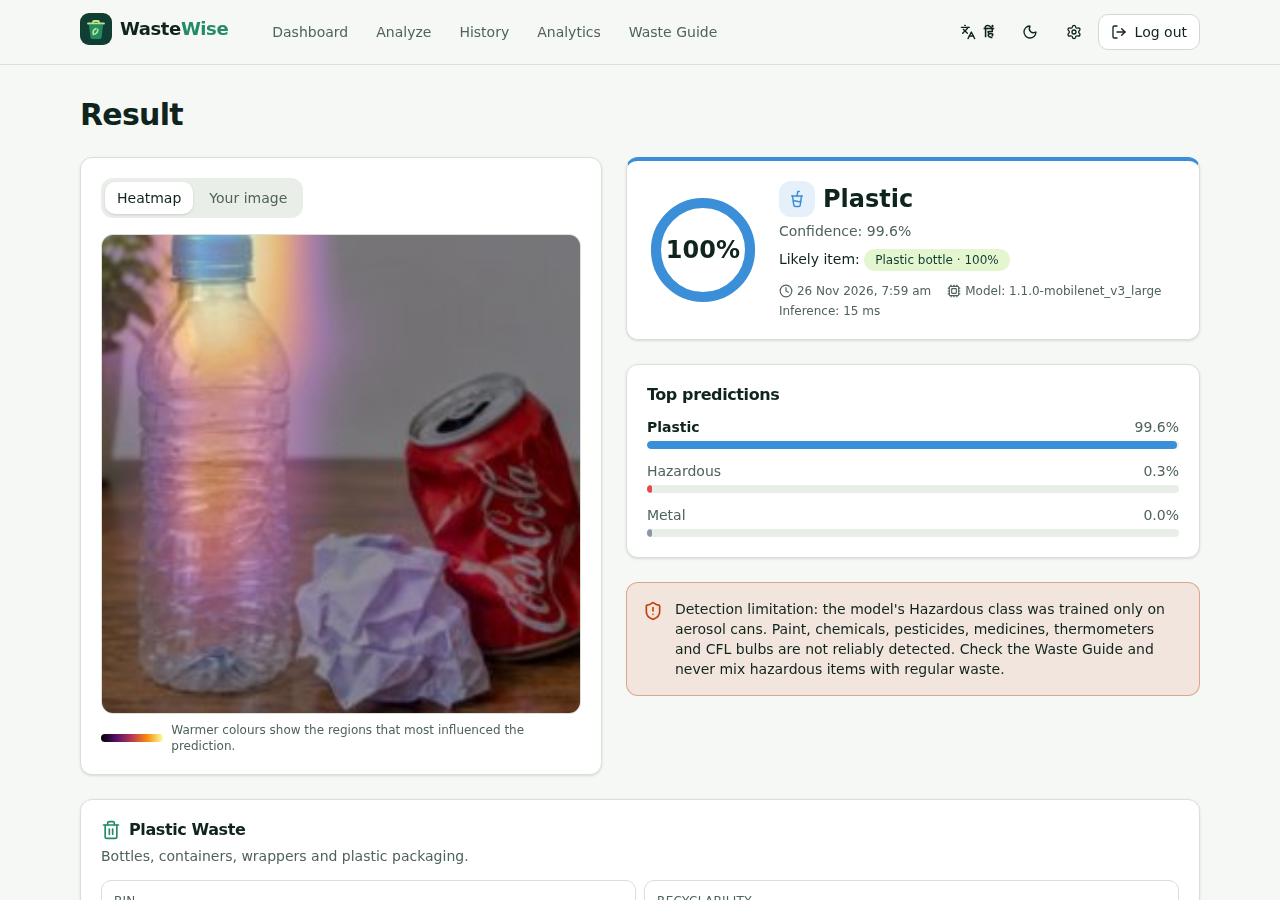 WasteWise
Dashboard
Analyze
History
Analytics
Waste Guide
हिं
Log out
Result
Heatmap
Your image
Coca-Cola
Warmer colours show the regions that most influenced the
prediction.
100%
Plastic
Confidence: 99.6%
Likely item: Plastic bottle · 100%
26 Nov 2026, 7:59 am
Model: 1.1.0-mobilenet_v3_large
Inference: 15 ms
Top predictions
Plastic 99.6%
Hazardous 0.3%
Metal 0.0%
Detection limitation: the model's Hazardous class was trained only on
aerosol cans. Paint, chemicals, pesticides, medicines, thermometers
and CFL bulbs are not reliably detected. Check the Waste Guide and
never mix hazardous items with regular waste.
Plastic Waste
Bottles, containers, wrappers and plastic packaging.
BIN
RECYCLABILITY